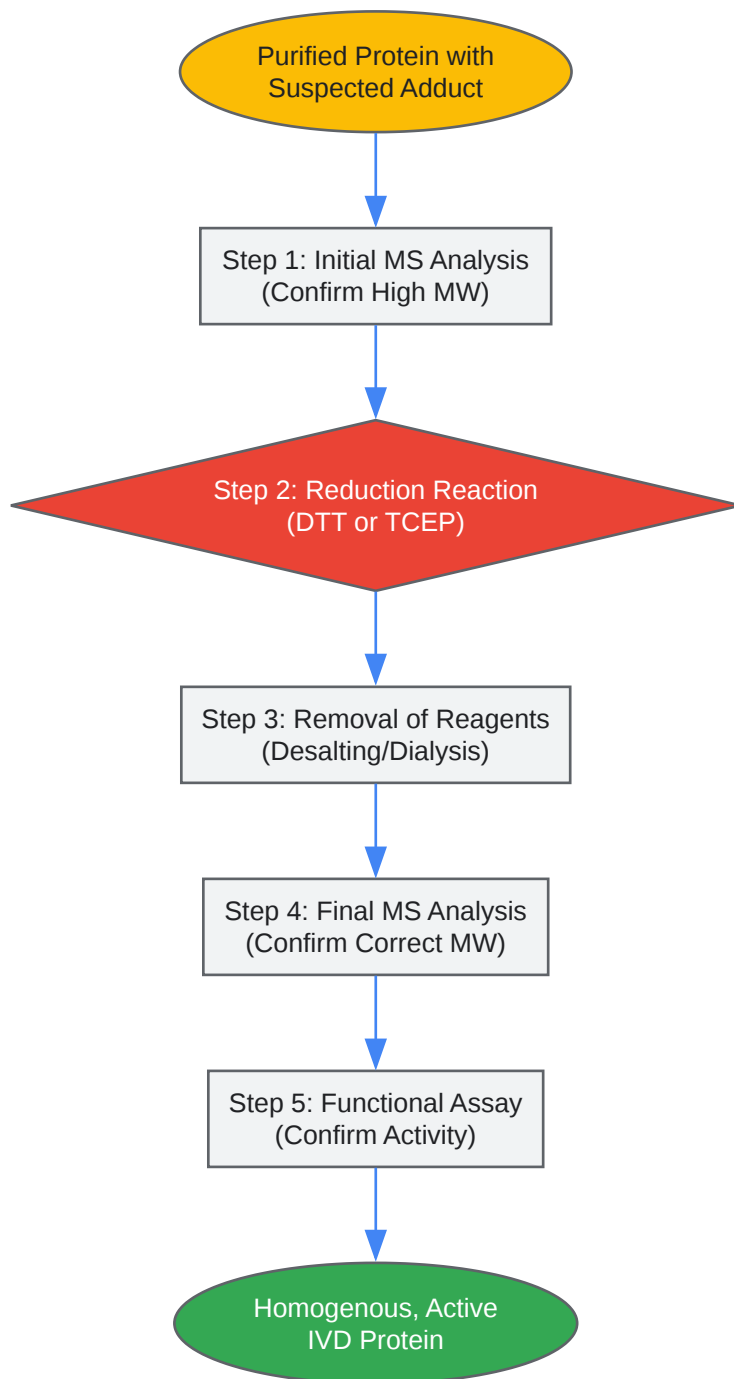 Purified Protein with
Suspected Adduct
Step 1: Initial MS Analysis
(Confirm High MW)
Step 2: Reduction Reaction
(DTT or TCEP)
Step 3: Removal of Reagents
(Desalting/Dialysis)
Step 4: Final MS Analysis
(Confirm Correct MW)
Step 5: Functional Assay
(Confirm Activity)
Homogenous, Active
IVD Protein